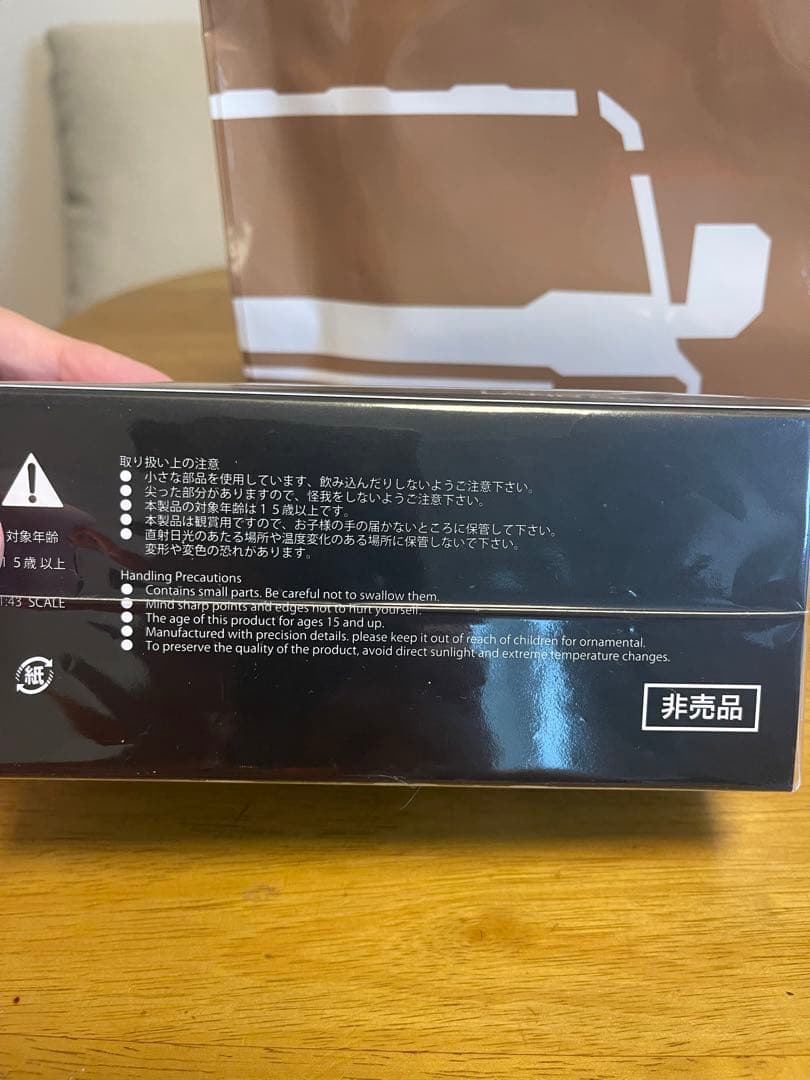 取り扱い上の注意
● 小さな部品を使用しています、飲み込んだりしないようご注意下さい。
● 尖った部分がありますので、怪我をしないようご注意下さい。
● 本製品の対象年齢は１５歳以上です。
● 本製品は観賞用ですので、お子様の手の届かないところに保管して下さい。
● 直射日光のあたる場所や温度変化のある場所に保管しないで下さい。
変形や変色の恐れがあります。
対象年齢
１５歳以上
1:43 SCALE
Handling Precautions
● Contains small parts. Be careful not to swallow them.
● Mind sharp points and edges not to hurt yourself.
● The age of this product for ages 15 and up.
● Manufactured with precision details. please keep it out of reach of children for ornamental.
● To preserve the quality of the product, avoid direct sunlight and extreme temperature changes.
紙
非売品